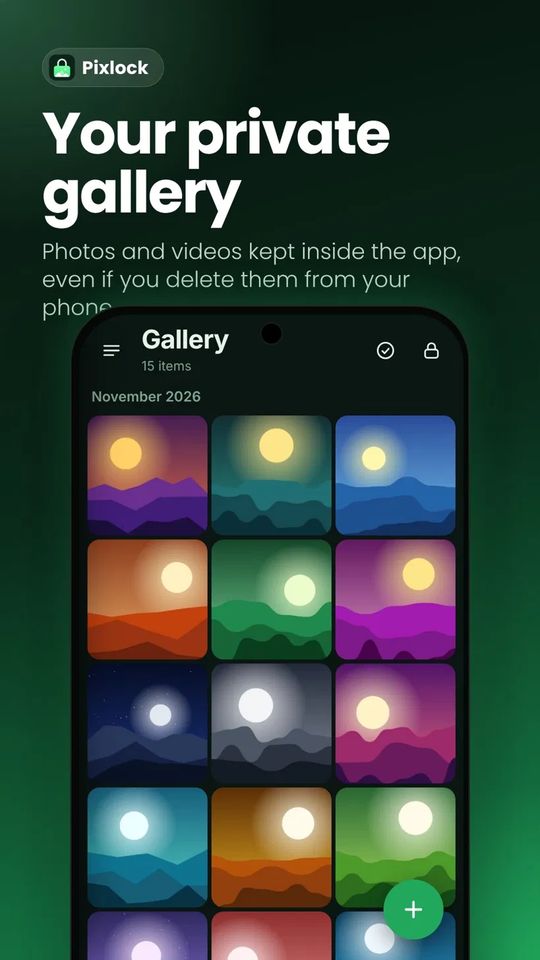 Pixlock
Your private
gallery
Photos and videos kept inside the app,
even if you delete them from your
phone
Gallery
15 items
November 2026